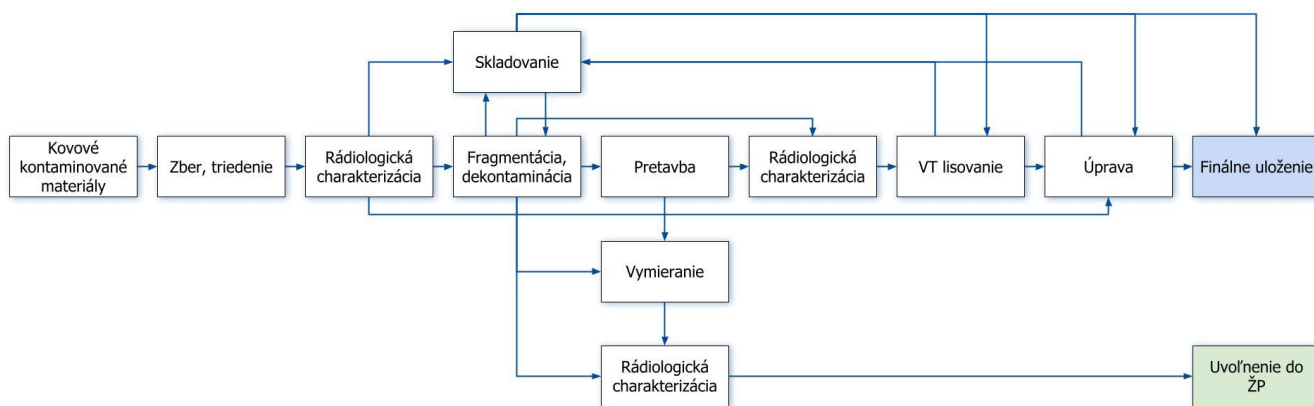 Skladovanie
Kovové
kontaminované
materiály
Zber, triedenie
Rádiologická
charakterizácia
Fragmentácia,
dekontaminácia
Pretavba
Rádiologická
charakterizácia
VT lisovanie
Úprava
Finálne uloženie
Vymieranie
Rádiologická
charakterizácia
Uvoľnenie do
ŽP